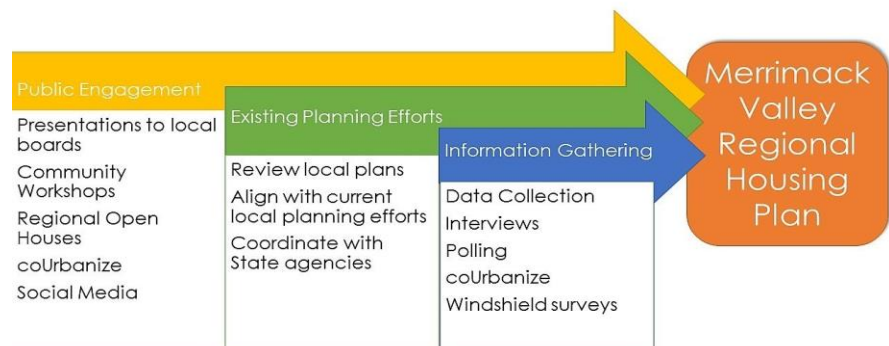 Public Engagement
Presentations to local
boards
Community
Workshops
Regional Open
Houses
coUrbanize
Social Media
Existing Planning Efforts
Review local plans
Align with current
local planning efforts
Coordinate with
State agencies
Information Gathering
Data Collection
Interviews
Polling
coUrbanize
Windshield surveys
Merrimack
Valley
Regional
Housing
Plan